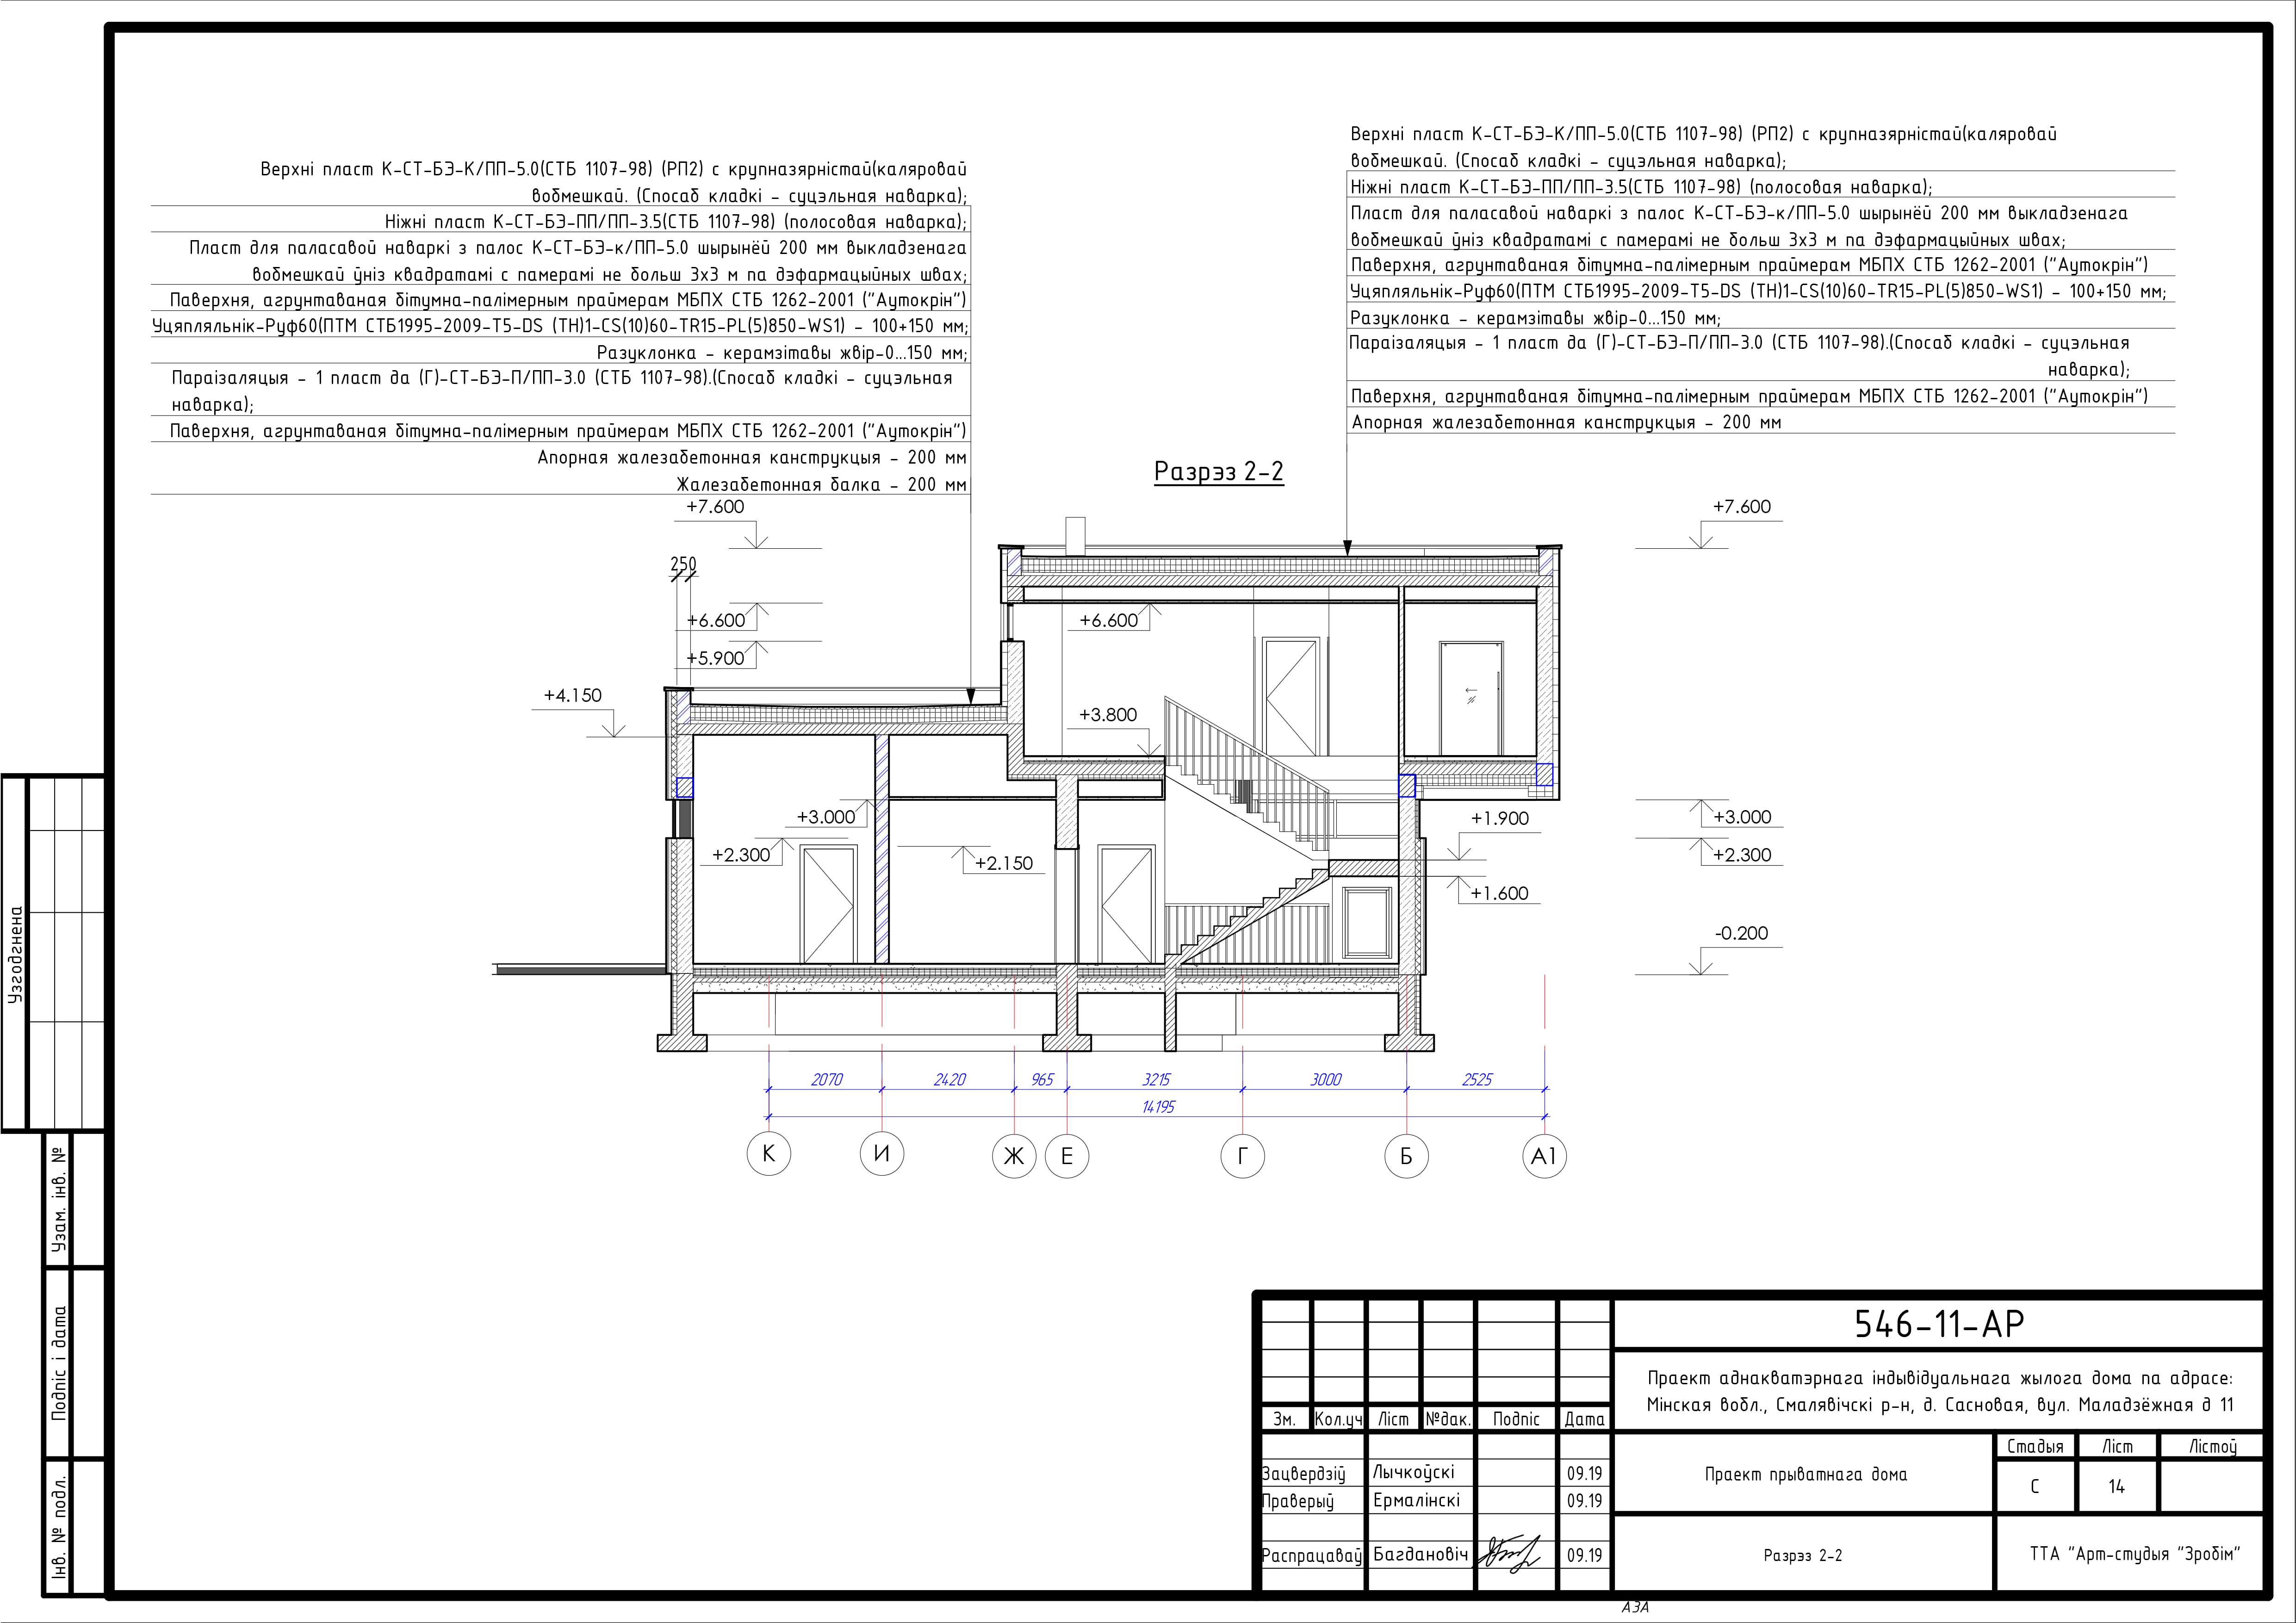 Верхні пласт К-СТ-БЭ-К/ПП-5.0(СТБ 1107-98) (РП2) с крупназярністай(каляровай
вобмешкай. (Спосаб кладкі - суцэльная наварка);
Ніжні пласт К-СТ-БЭ-ПП/ПП-3.5(СТБ 1107-98) (полосовая наварка);
Пласт для паласавой наваркі з палос К-СТ-БЭ-к/ПП-5.0 шырынёй 200 мм выкладзенага
вобмешкай ўніз квадратамі с памерамі не больш 3х3 м па дэфармацыйных швах;
Паверхня, агрунтаваная бітумна-палімерным праймерам МБПХ СТБ 1262-2001 ("Аутокрін")
Уцяпляльнік-Руф60(ПТМ СТБ1995-2009-Т5-DS (TH)1-CS(10)60-TR15-PL(5)850-WS1) - 100+150 мм;
Разуклонка - керамзітавы жвір-0...150 мм;
Параізаляцыя - 1 пласт да (Г)-СТ-БЭ-П/ПП-3.0 (СТБ 1107-98).(Спосаб кладкі - суцэльная
наварка);
Паверхня, агрунтаваная бітумна-палімерным праймерам МБПХ СТБ 1262-2001 ("Аутокрін")
Апорная жалезабетонная канструкцыя - 200 мм
Жалезабетонная балка - 200 мм
Верхні пласт К-СТ-БЭ-К/ПП-5.0(СТБ 1107-98) (РП2) с крупназярністай(каляровай
вобмешкай. (Спосаб кладкі - суцэльная наварка);
Ніжні пласт К-СТ-БЭ-ПП/ПП-3.5(СТБ 1107-98) (полосовая наварка);
Пласт для паласавой наваркі з палос К-СТ-БЭ-к/ПП-5.0 шырынёй 200 мм выкладзенага
вобмешкай ўніз квадратамі с памерамі не больш 3х3 м па дэфармацыйных швах;
Паверхня, агрунтаваная бітумна-палімерным праймерам МБПХ СТБ 1262-2001 ("Аутокрін")
Уцяпляльнік-Руф60(ПТМ СТБ1995-2009-Т5-DS (TH)1-CS(10)60-TR15-PL(5)850-WS1) - 100+150 мм;
Разуклонка - керамзітавы жвір-0...150 мм;
Параізаляцыя - 1 пласт да (Г)-СТ-БЭ-П/ПП-3.0 (СТБ 1107-98).(Спосаб кладкі - суцэльная
наварка);
Паверхня, агрунтаваная бітумна-палімерным праймерам МБПХ СТБ 1262-2001 ("Аутокрін")
Апорная жалезабетонная канструкцыя - 200 мм
Разрэз 2-2
+7.600
+7.600
250
+6.600
+6.600
+5.900
+4.150
+3.800
+3.000
+1.900
+3.000
+2.300
+2.150
+2.300
+1.600
-0.200
2070
2420
965
3215
3000
2525
14195
К
И
Ж
Е
Г
Б
А1
Узгоднена
Узам. інв. №
Подпіс і дата
Інв. № подл.
546-11-АР
Праект аднакватэрнага індывідуальнага жылога дома па адрасе:
Мінская вобл., Смалявічскі р-н, д. Сасновая, вул. Маладзёжная д 11
Зм.
Кол.уч
Ліст
№дак.
Подпіс
Дата
Праект прыватнага дома
Стадыя
Ліст
Лістоў
С
14
Зацвердзіў
Лычкоўскі
09.19
Праверыў
Ермалінскі
09.19
Распрацаваў
Багдановіч
09.19
Разрэз 2-2
ТТА "Арт-студыя "Зробім"
А3А